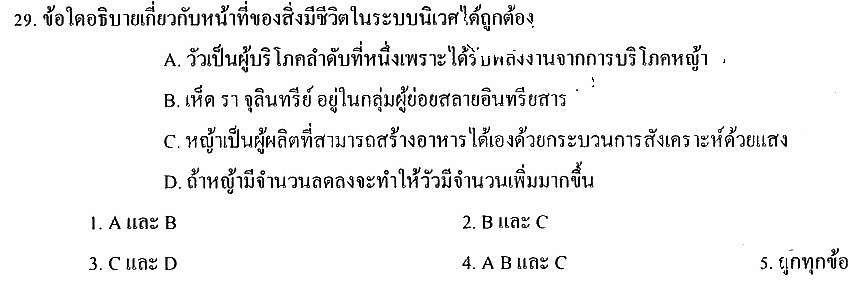 29. ข้อใดอธิบายเกี่ยวกับหน้าที่ของสิ่งมีชีวิตในระบบนิเวศได้ถูกต้อง
A. วัวเป็นผู้บริโภคลำดับที่หนึ่งเพราะได้รับพลังงานจากการบริโภคหญ้า
B. เห็ด รา จุลินทรีย์ อยู่ในกลุ่มผู้ย่อยสลายอินทรียสาร
C. หญ้าเป็นผู้ผลิตที่สามารถสร้างอาหารได้เองด้วยกระบวนการสังเคราะห์ด้วยแสง
D. ถ้าหญ้ามีจำนวนลดลงจะทำให้วัวมีจำนวนเพิ่มมากขึ้น
1. A และ B 2. B และ C
3. C และ D 4. A B และ C 5. ถูกทุกข้อ